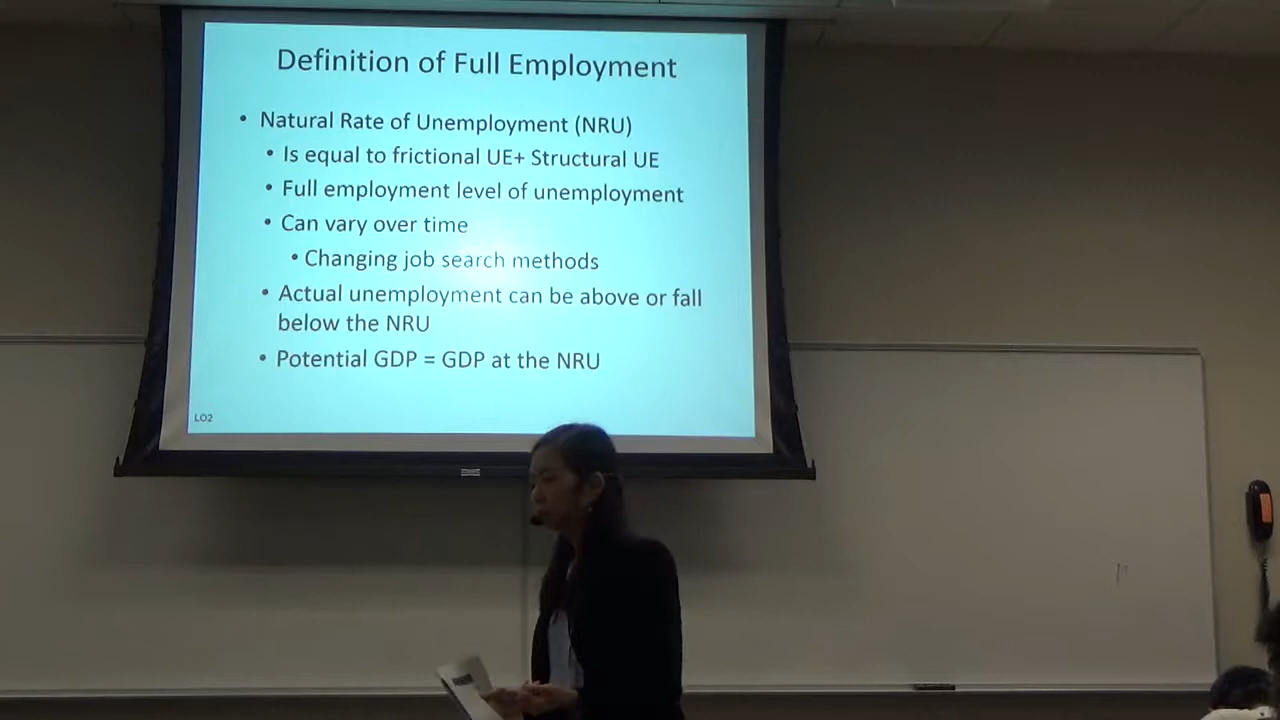 Definition of Full Employment
• Natural Rate of Unemployment (NRU)
• Is equal to frictional UE+ Structural UE
• Full employment level of unemployment
• Can vary over time
• Changing job search methods
• Actual unemployment can be above or fall
below the NRU
• Potential GDP = GDP at the NRU
LO2